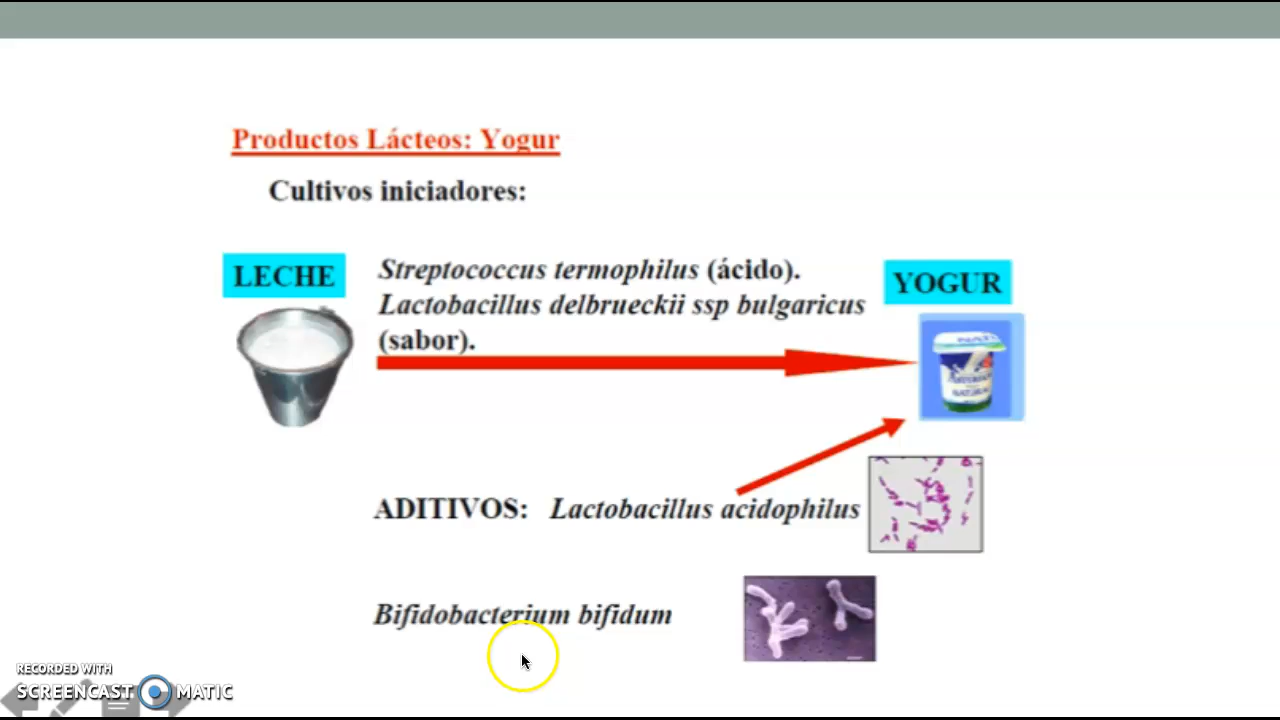 Productos Lácteos: Yogur
Cultivos iniciadores:
LECHE
Streptococcus termophilus (ácido).
Lactobacillus delbrueckii ssp bulgaricus
(sabor).
YOGUR
ADITIVOS: Lactobacillus acidophilus
Bifidobacterium bifidum
RECORDED WITH
SCREENCAST MATIC